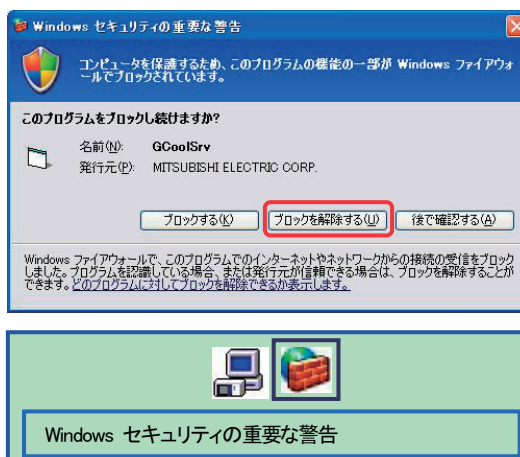 Windows セキュリティの重要な警告
コンピュータを保護するため、このプログラムの機能の一部が Windows ファイアウォ
ールでブロックされています。
このプログラムをブロックし続けますか?
名前(N): GCoolSrv
発行元(P): MITSUBISHI ELECTRIC CORP.
ブロックする(K) ブロックを解除する(U) 後で確認する(A)
Windows ファイアウォールで、このプログラムでのインターネットやネットワークからの接続の受信をブロック
しました。プログラムを認識している場合、または発行元が信頼できる場合は、ブロックを解除することが
できます。どのプログラムに対してブロックを解除できるか表示します。
Windows セキュリティの重要な警告